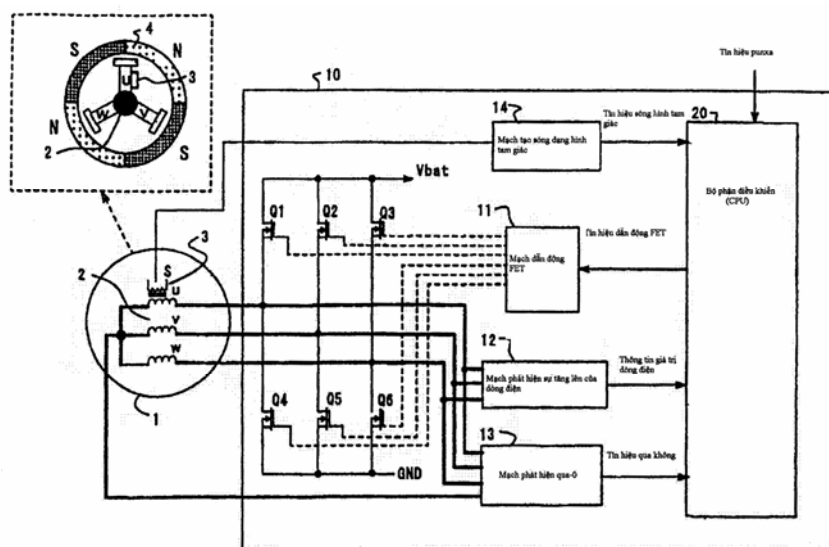 4
S
N
U
3
W
V
2
N
S
10
Tín hiệu punxa
14
Tín hiệu sóng hình tam
giác
20
Mạch tạo sóng dạng hình
tam giác
Vbat
Bộ phận điều khiển
(CPU)
Q1
Q2
Q3
11
Tín hiệu dẫn động FET
Mạch dẫn động
FET
3
2
S
U
V
W
1
12
Thông tin giá trị
dòng điện
Mạch phát hiện sự tăng lên của
dòng điện
Q4
Q5
Q6
13
Tín hiệu qua không
Mạch phát hiện qua-0
GND